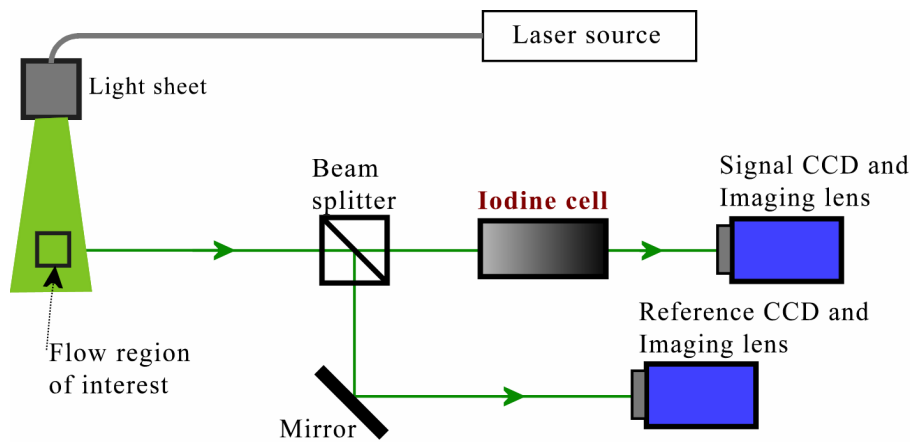 Laser source
Light sheet
Beam
splitter
Iodine cell
Signal CCD and
Imaging lens
Reference CCD and
Imaging lens
Flow region
of interest
Mirror